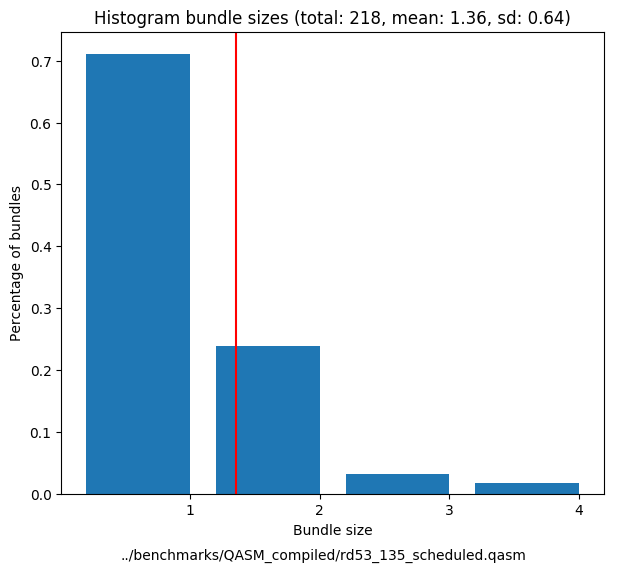 Histogram bundle sizes (total: 218, mean: 1.36, sd: 0.64)
Percentage of bundles
0.7
0.6
0.5
0.4
0.3
0.2
0.1
0.0
1 2 3 4
Bundle size
../benchmarks/QASM_compiled/rd53_135_scheduled.qasm